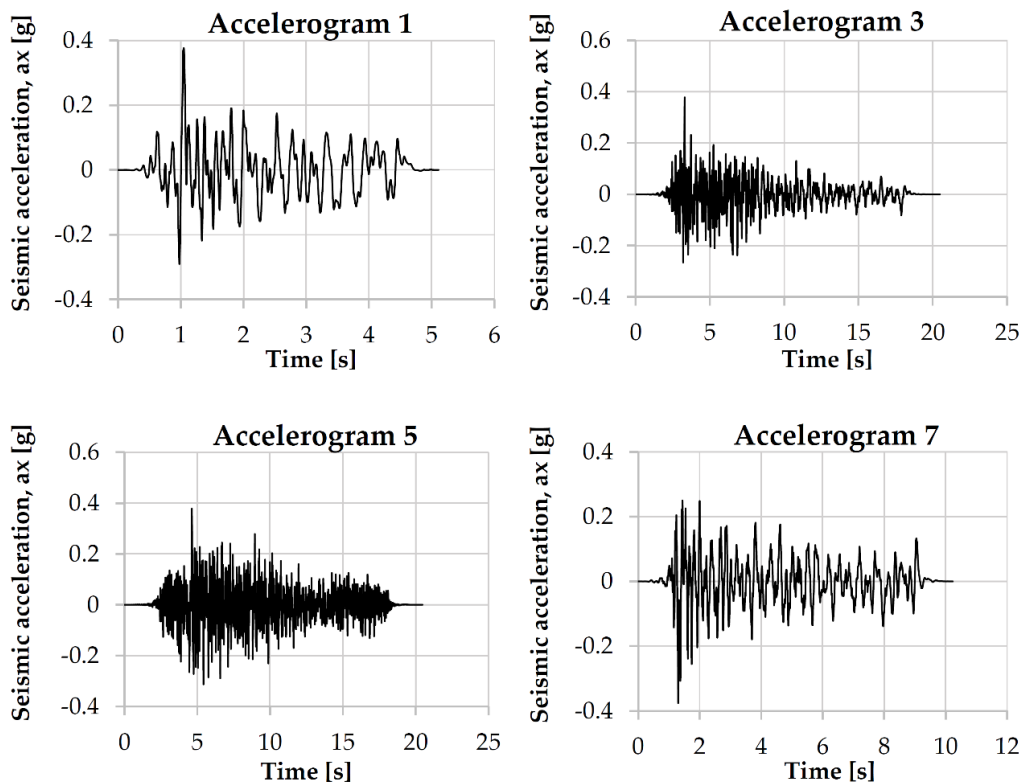 Accelerogram 1
Seismic acceleration, ax [g]
0.4
0.2
0
-0.2
-0.4
0 1 2 3 4 5 6
Time [s]
Accelerogram 3
Seismic acceleration, ax [g]
0.6
0.4
0.2
0
-0.2
-0.4
0 5 10 15 20 25
Time [s]
Accelerogram 5
Seismic acceleration, ax [g]
0.6
0.4
0.2
0
-0.2
-0.4
0 5 10 15 20 25
Time [s]
Accelerogram 7
Seismic acceleration, ax [g]
0.4
0.2
0
-0.2
-0.4
0 2 4 6 8 10 12
Time [s]